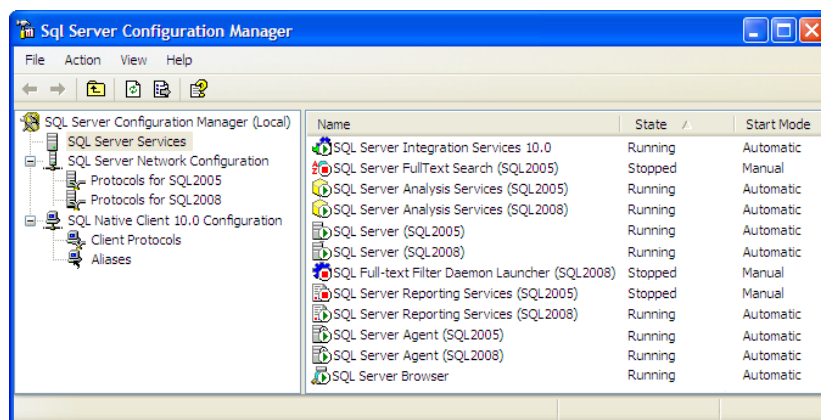 Sql Server Configuration Manager
File Action View Help
SQL Server Configuration Manager (Local)
SQL Server Services
SQL Server Network Configuration
Protocols for SQL2005
Protocols for SQL2008
SQL Native Client 10.0 Configuration
Client Protocols
Aliases
Name State Start Mode
SQL Server Integration Services 10.0 Running Automatic
SQL Server FullText Search (SQL2005) Stopped Manual
SQL Server Analysis Services (SQL2005) Running Automatic
SQL Server Analysis Services (SQL2008) Running Automatic
SQL Server (SQL2005) Running Automatic
SQL Server (SQL2008) Running Automatic
SQL Full-text Filter Daemon Launcher (SQL2008) Stopped Manual
SQL Server Reporting Services (SQL2005) Stopped Manual
SQL Server Reporting Services (SQL2008) Running Automatic
SQL Server Agent (SQL2005) Running Automatic
SQL Server Agent (SQL2008) Running Automatic
SQL Server Browser Running Automatic